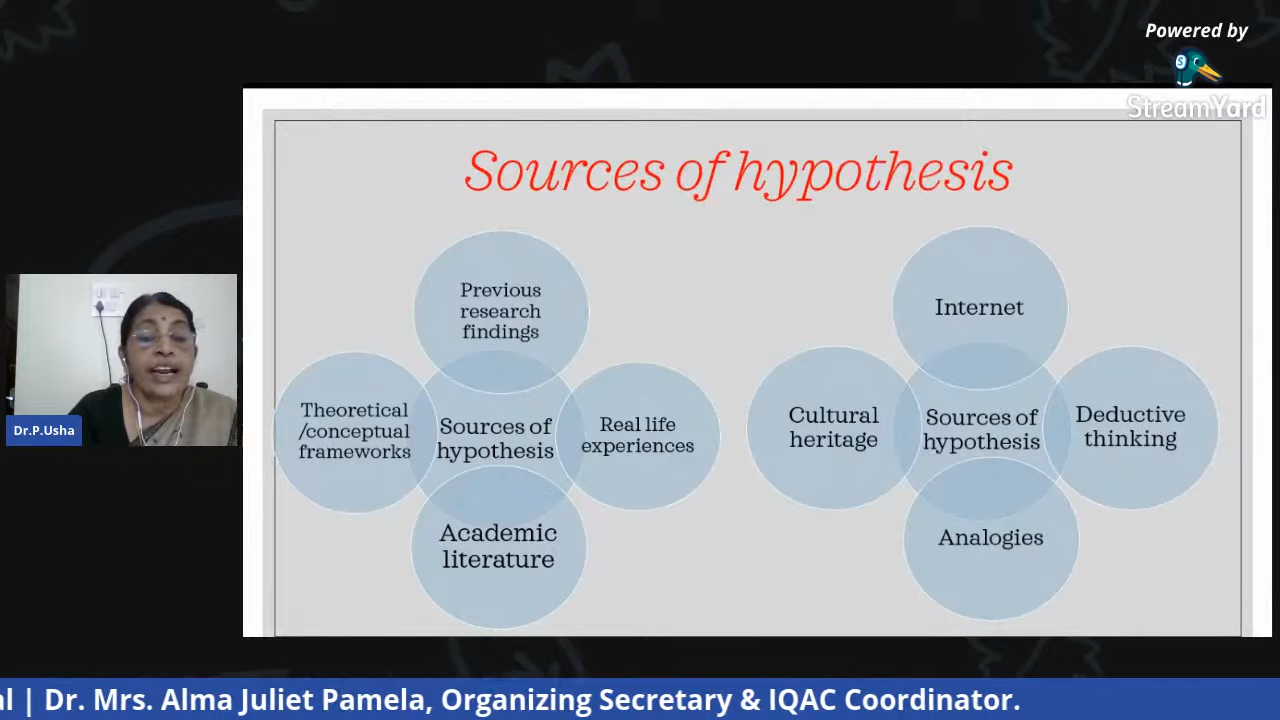 Powered by
StreamYard
Sources of hypothesis
Previous
research
findings
Theoretical
/conceptual
frameworks
Sources of
hypothesis
Real life
experiences
Academic
literature
Internet
Cultural
heritage
Sources of
hypothesis
Deductive
thinking
Analogies
Dr.P.Usha
al | Dr. Mrs. Alma Juliet Pamela, Organizing Secretary & IQAC Coordinator.